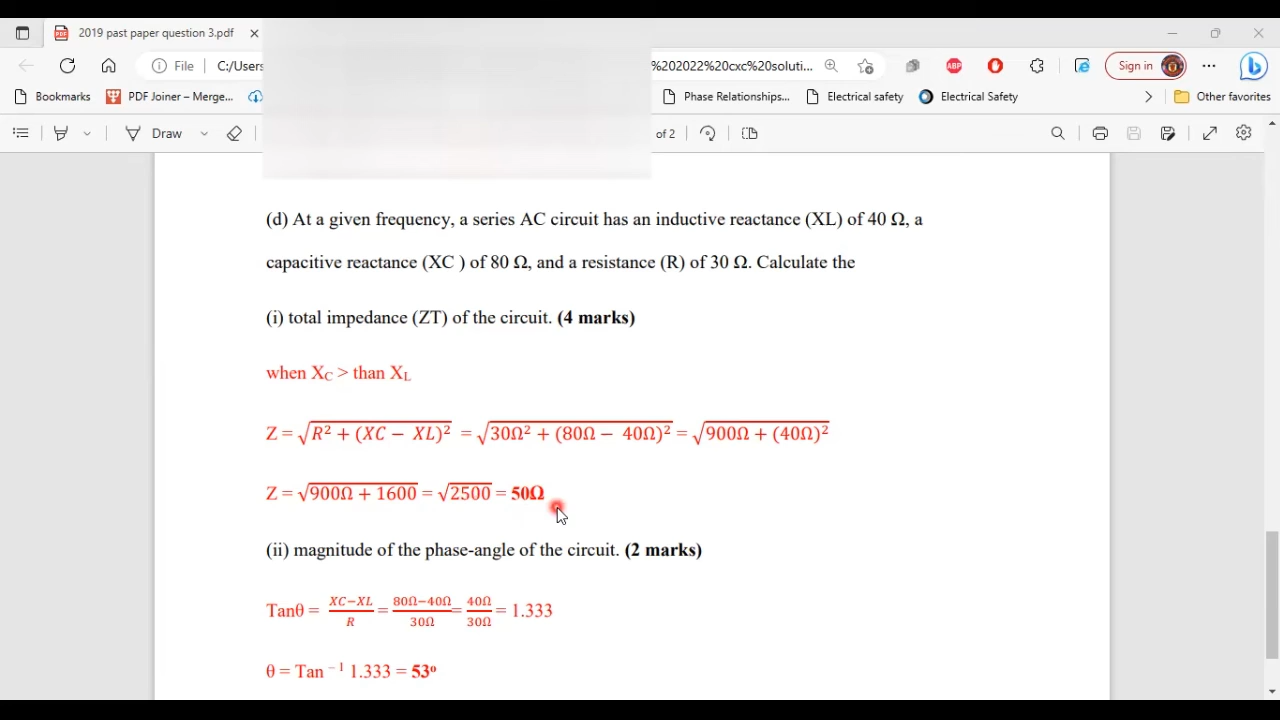 2019 past paper question 3.pdf
File C:/Users %202022%20cxc%20soluti... ABP Sign in
Bookmarks PDF Joiner – Merge... Phase Relationships... Electrical safety Electrical Safety Other favorites
Draw of 2
(d) At a given frequency, a series AC circuit has an inductive reactance (XL) of 40 Ω, a
capacitive reactance (XC ) of 80 Ω, and a resistance (R) of 30 Ω. Calculate the
(i) total impedance (ZT) of the circuit. (4 marks)
when X_C > than X_L
Z = √R² + (XC − XL)² = √30Ω² + (80Ω − 40Ω)² = √900Ω + (40Ω)²
Z = √900Ω + 1600 = √2500 = 50Ω
(ii) magnitude of the phase-angle of the circuit. (2 marks)
Tanθ = XC−XL/R = 80Ω−40Ω/30Ω = 40Ω/30Ω = 1.333
θ = Tan ⁻¹ 1.333 = 53º